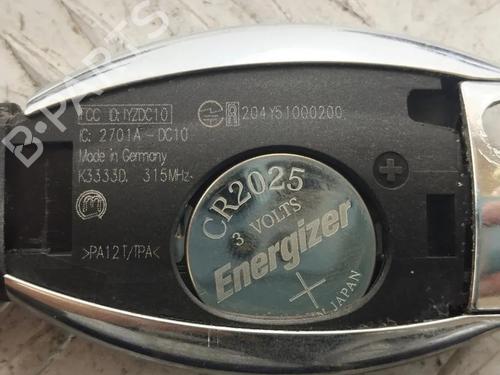 FCC ID:IYZDC10
IC: 2701A-DC10
Made in Germany
K3333D. 315MHz
>PA12T/TPA<
R 204Y51000200
CR2025
3 VOLTS
Energizer
+
IN JAPAN
+
B-PARTS